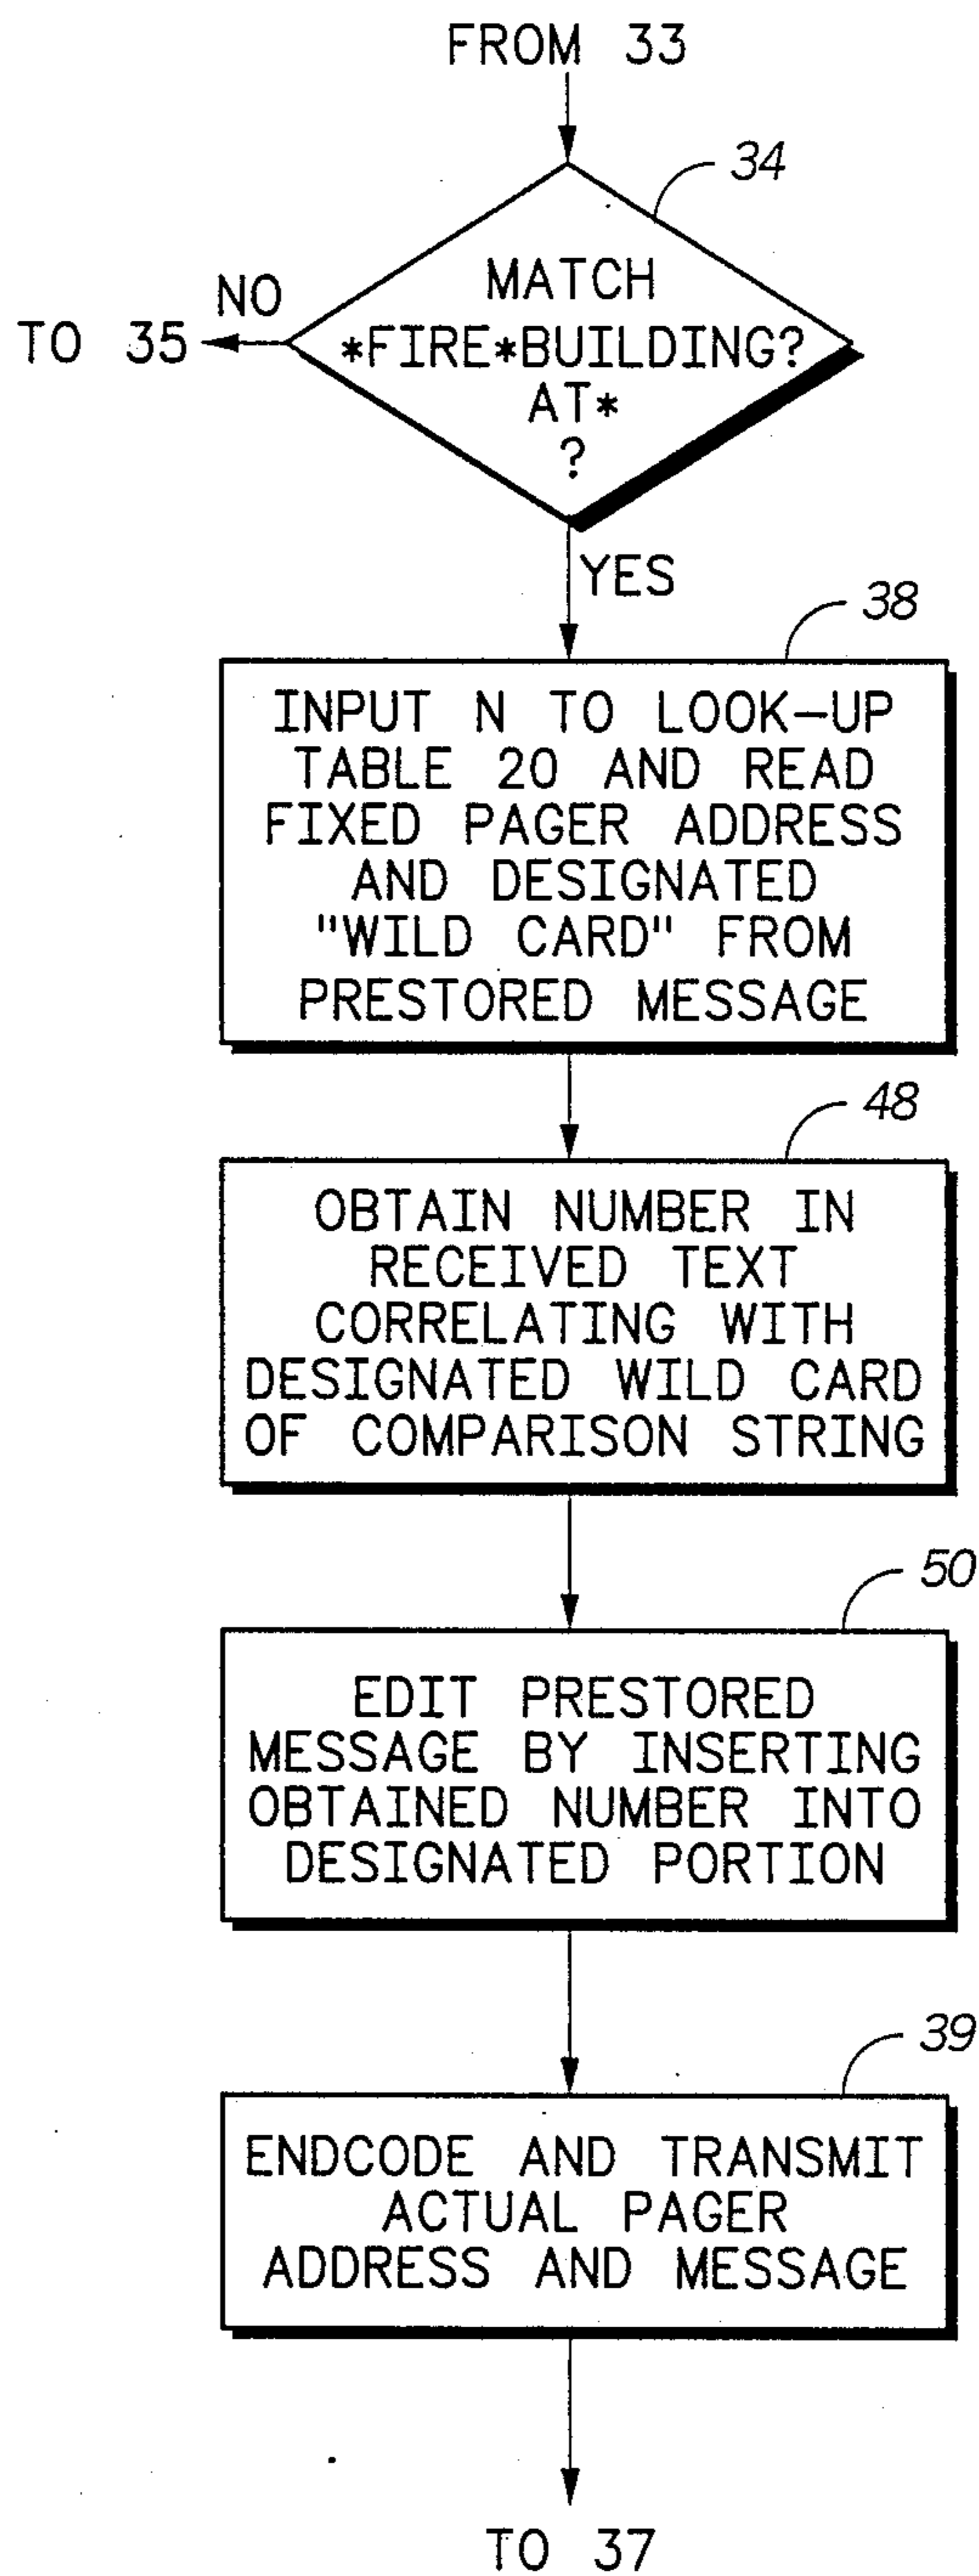 FROM 33
34
MATCH
*FIRE*BUILDING?
AT*
?
NO
TO 35
YES
38
INPUT N TO LOOK-UP
TABLE 20 AND READ
FIXED PAGER ADDRESS
AND DESIGNATED
"WILD CARD" FROM
PRESTORED MESSAGE
48
OBTAIN NUMBER IN
RECEIVED TEXT
CORRELATING WITH
DESIGNATED WILD CARD
OF COMPARISON STRING
50
EDIT PRESTORED
MESSAGE BY INSERTING
OBTAINED NUMBER INTO
DESIGNATED PORTION
39
ENDCODE AND TRANSMIT
ACTUAL PAGER
ADDRESS AND MESSAGE
TO 37